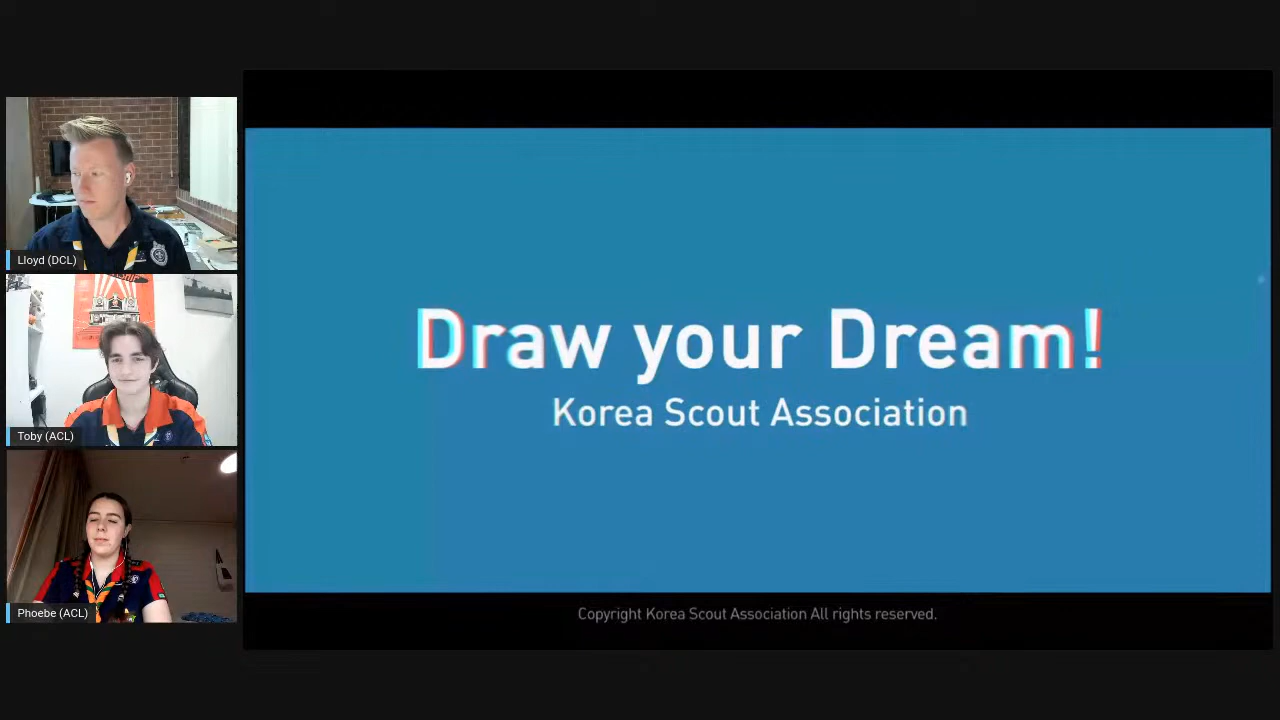 Lloyd (DCL)
Toby (ACL)
Phoebe (ACL)
Draw your Dream!
Korea Scout Association
Copyright Korea Scout Association All rights reserved.